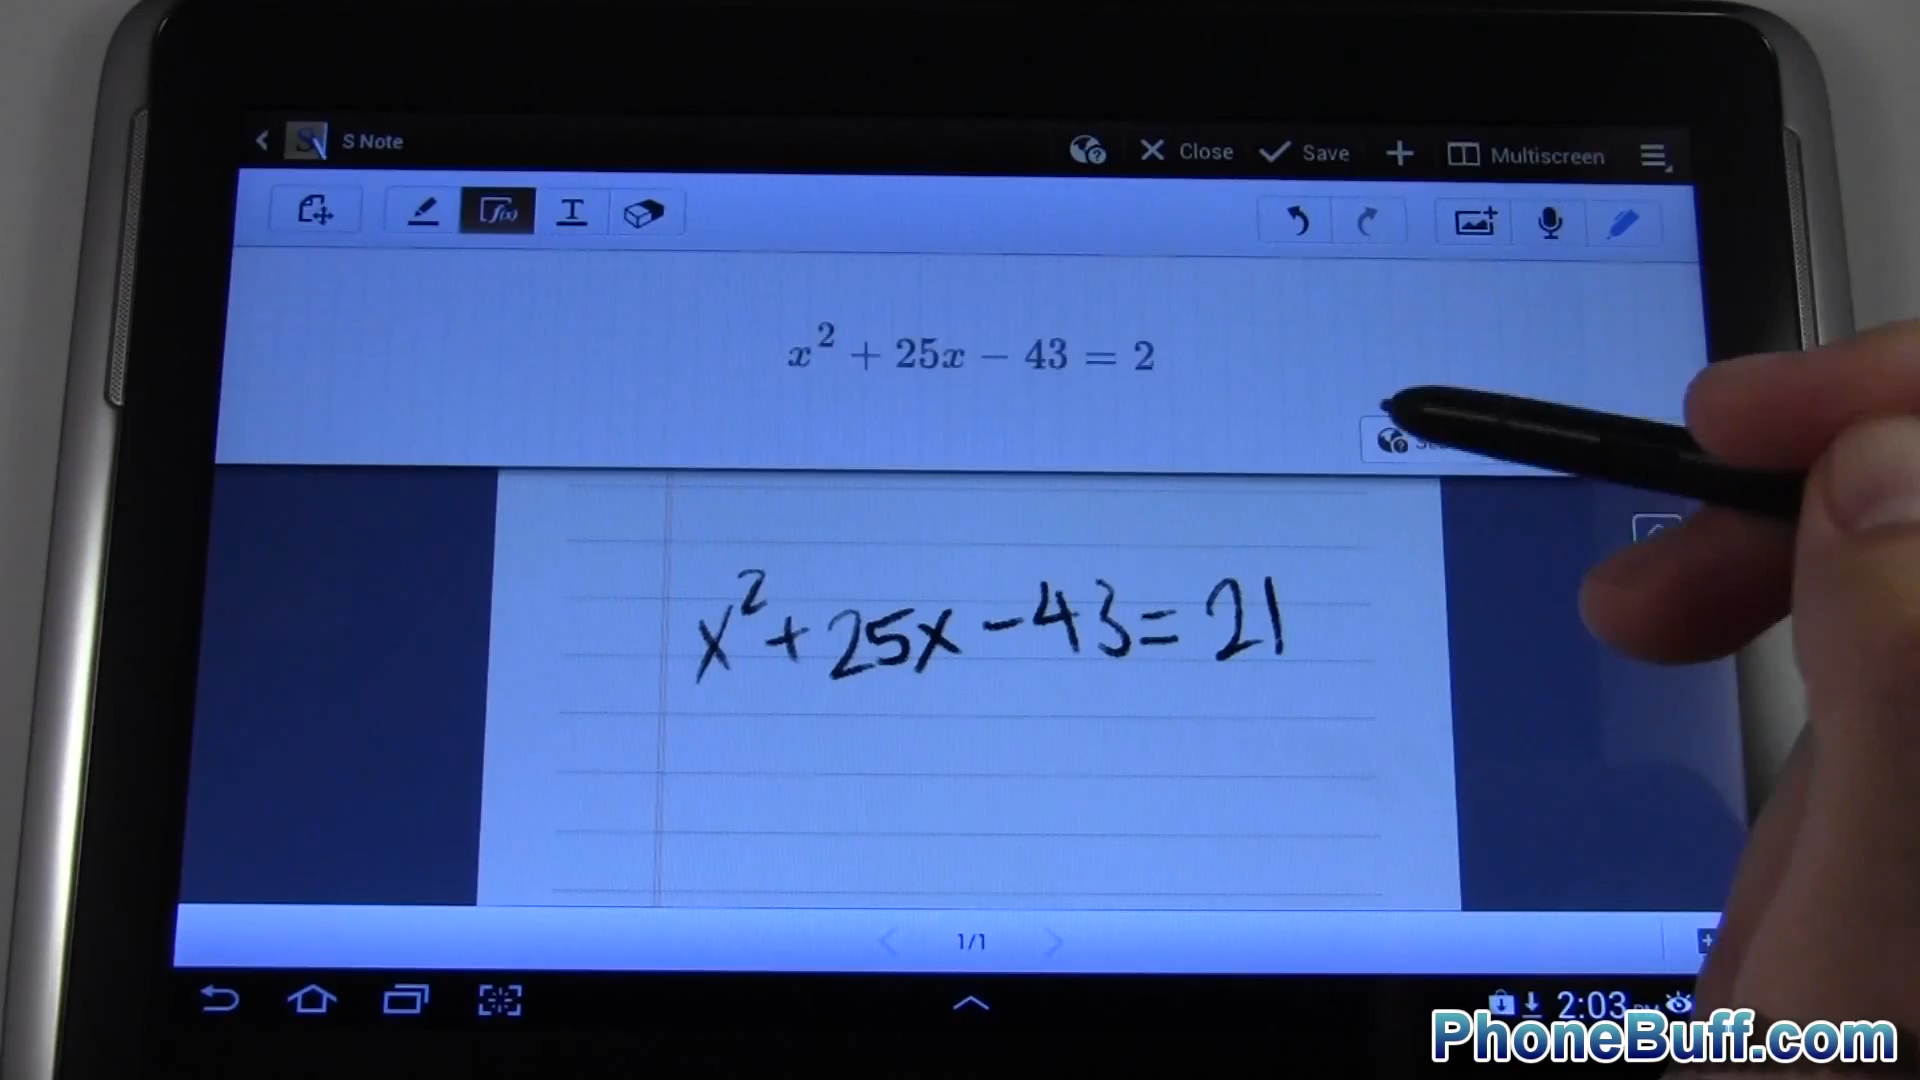 S Note
Close
Save
Multiscreen
f(x)
T
x² + 25x − 43 = 2
x²+25x-43=21
1/1
2:03
PhoneBuff.com